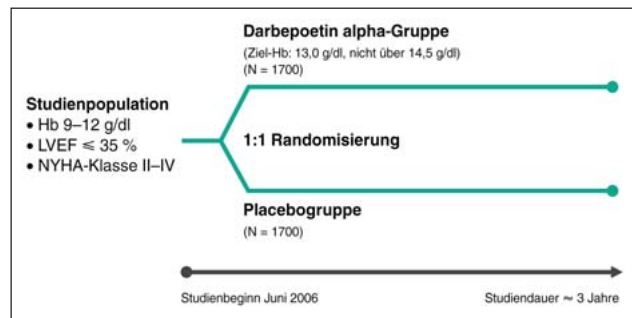 Darbepoetin alpha-Gruppe
(Ziel-Hb: 13,0 g/dl, nicht über 14,5 g/dl)
(N = 1700)
Studienpopulation
• Hb 9–12 g/dl
• LVEF ⩽ 35 %
• NYHA-Klasse II–IV
1:1 Randomisierung
Placebogruppe
(N = 1700)
Studienbeginn Juni 2006
Studiendauer ≈ 3 Jahre